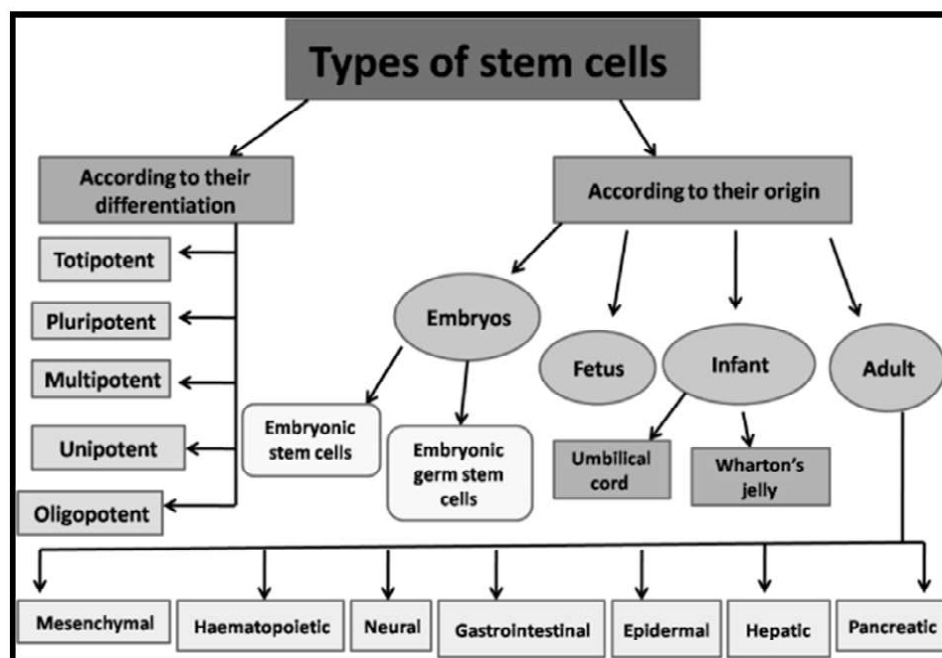 Types of stem cells
According to their
differentiation
According to their origin
Totipotent
Pluripotent
Multipotent
Unipotent
Oligopotent
Embryos
Fetus
Infant
Adult
Embryonic
stem cells
Embryonic
germ stem
cells
Umbilical
cord
Wharton's
jelly
Mesenchymal
Haematopoietic
Neural
Gastrointestinal
Epidermal
Hepatic
Pancreatic